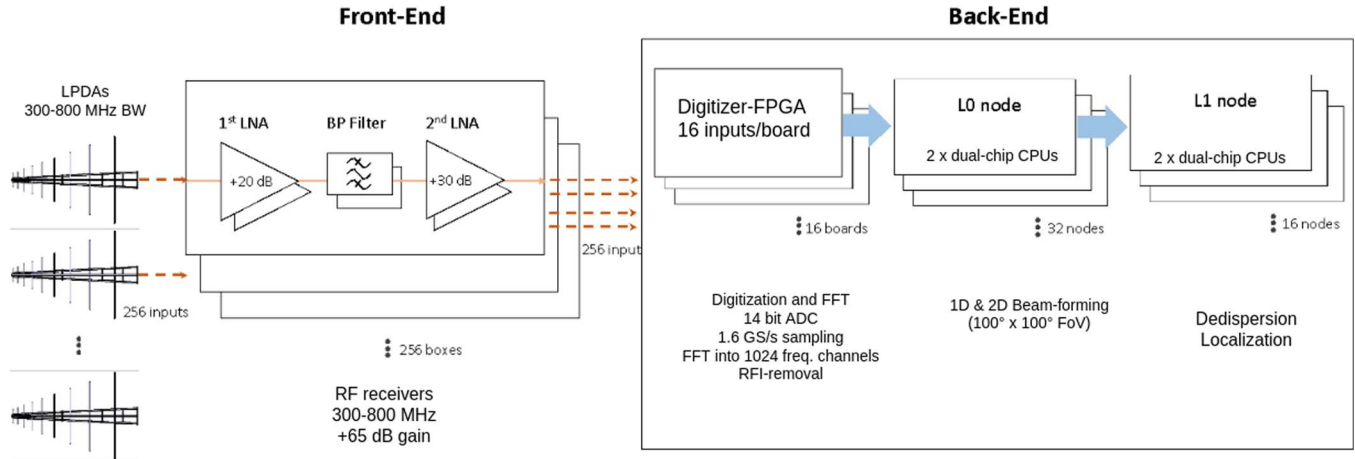 Front-End
Back-End
LPDAs
300-800 MHz BW
1st LNA
BP Filter
2nd LNA
+20 dB
+30 dB
256 inputs
256 input
256 boxes
RF receivers
300-800 MHz
+65 dB gain
Digitizer-FPGA
16 inputs/board
16 boards
L0 node
2 x dual-chip CPUs
32 nodes
L1 node
2 x dual-chip CPUs
16 nodes
Digitization and FFT
14 bit ADC
1.6 GS/s sampling
FFT into 1024 freq. channels
RFI-removal
1D & 2D Beam-forming
(100° x 100° FoV)
Dedispersion
Localization